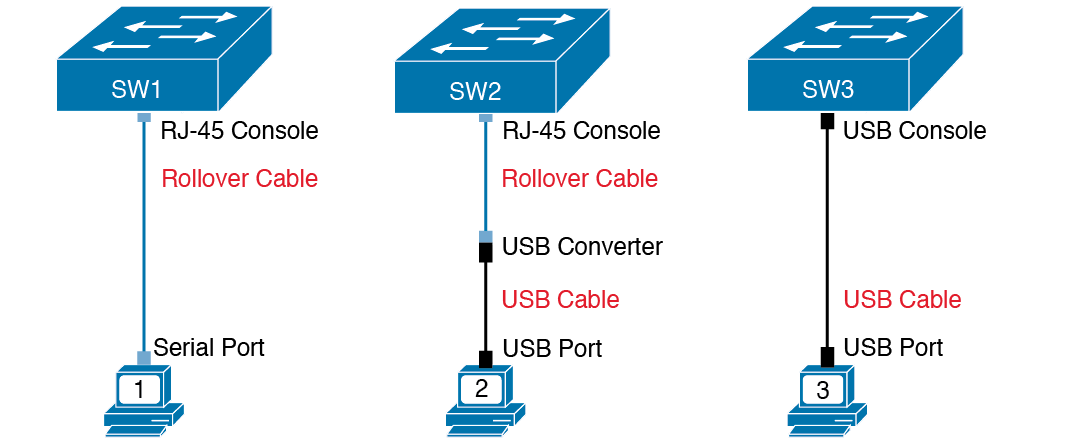 SW1
SW2
SW3
RJ-45 Console
RJ-45 Console
USB Console
Rollover Cable
Rollover Cable
USB Converter
USB Cable
USB Cable
Serial Port
USB Port
USB Port
1
2
3